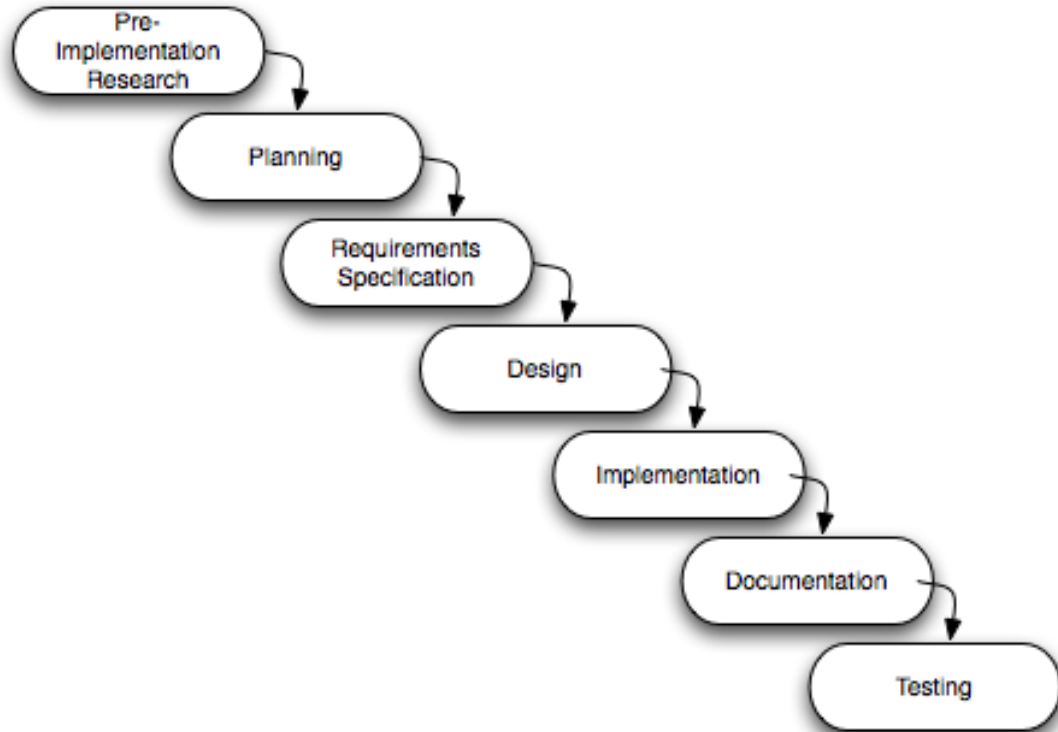 Pre-
Implementation
Research
Planning
Requirements
Specification
Design
Implementation
Documentation
Testing